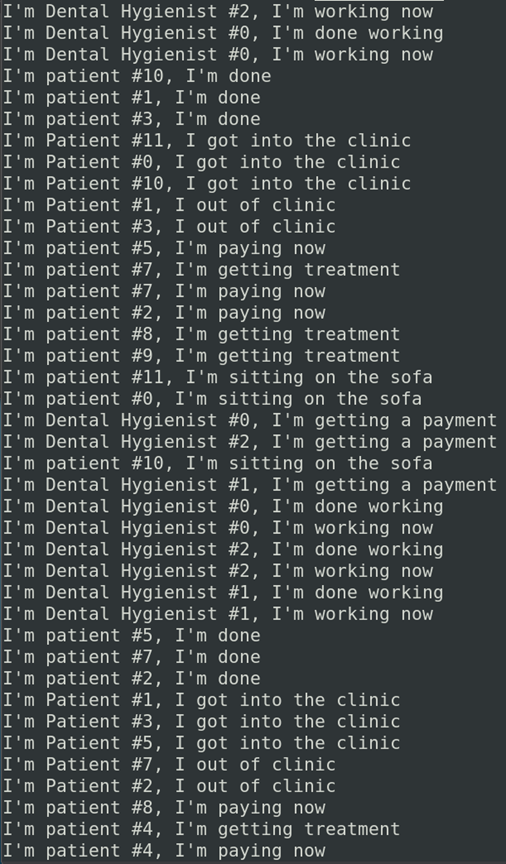 I'm Dental Hygienist #2, I'm working now
I'm Dental Hygienist #0, I'm done working
I'm Dental Hygienist #0, I'm working now
I'm patient #10, I'm done
I'm patient #1, I'm done
I'm patient #3, I'm done
I'm Patient #11, I got into the clinic
I'm Patient #0, I got into the clinic
I'm Patient #10, I got into the clinic
I'm Patient #1, I out of clinic
I'm Patient #3, I out of clinic
I'm patient #5, I'm paying now
I'm patient #7, I'm getting treatment
I'm patient #7, I'm paying now
I'm patient #2, I'm paying now
I'm patient #8, I'm getting treatment
I'm patient #9, I'm getting treatment
I'm patient #11, I'm sitting on the sofa
I'm patient #0, I'm sitting on the sofa
I'm Dental Hygienist #0, I'm getting a payment
I'm Dental Hygienist #2, I'm getting a payment
I'm patient #10, I'm sitting on the sofa
I'm Dental Hygienist #1, I'm getting a payment
I'm Dental Hygienist #0, I'm done working
I'm Dental Hygienist #0, I'm working now
I'm Dental Hygienist #2, I'm done working
I'm Dental Hygienist #2, I'm working now
I'm Dental Hygienist #1, I'm done working
I'm Dental Hygienist #1, I'm working now
I'm patient #5, I'm done
I'm patient #7, I'm done
I'm patient #2, I'm done
I'm Patient #1, I got into the clinic
I'm Patient #3, I got into the clinic
I'm Patient #5, I got into the clinic
I'm Patient #7, I out of clinic
I'm Patient #2, I out of clinic
I'm patient #8, I'm paying now
I'm patient #4, I'm getting treatment
I'm patient #4, I'm paying now